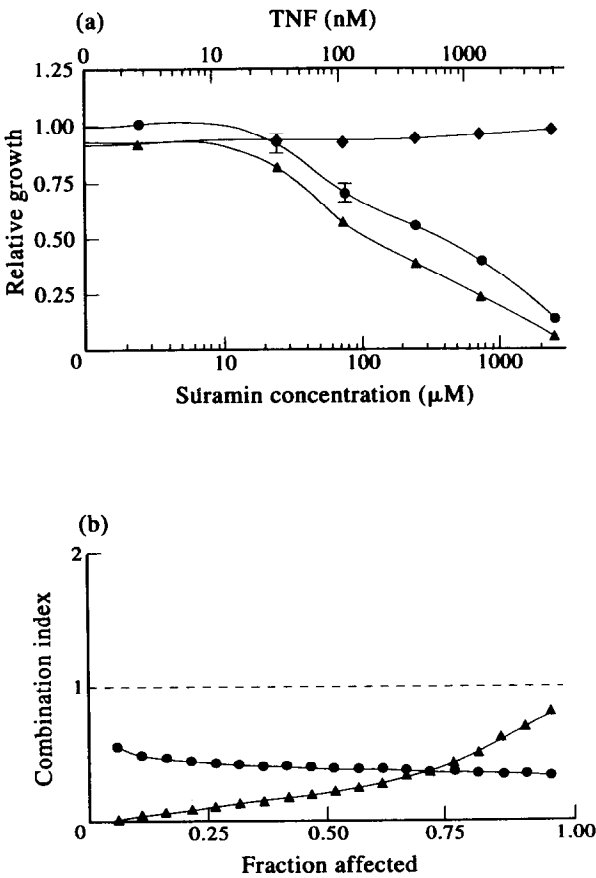 (a)
TNF (nM)
0 10 100 1000
1.25
1.00
0.75
0.50
0.25
0
Relative growth
0 10 100 1000
Suramin concentration (μM)
(b)
2
1
0
Combination index
0.25 0.50 0.75 1.00
Fraction affected